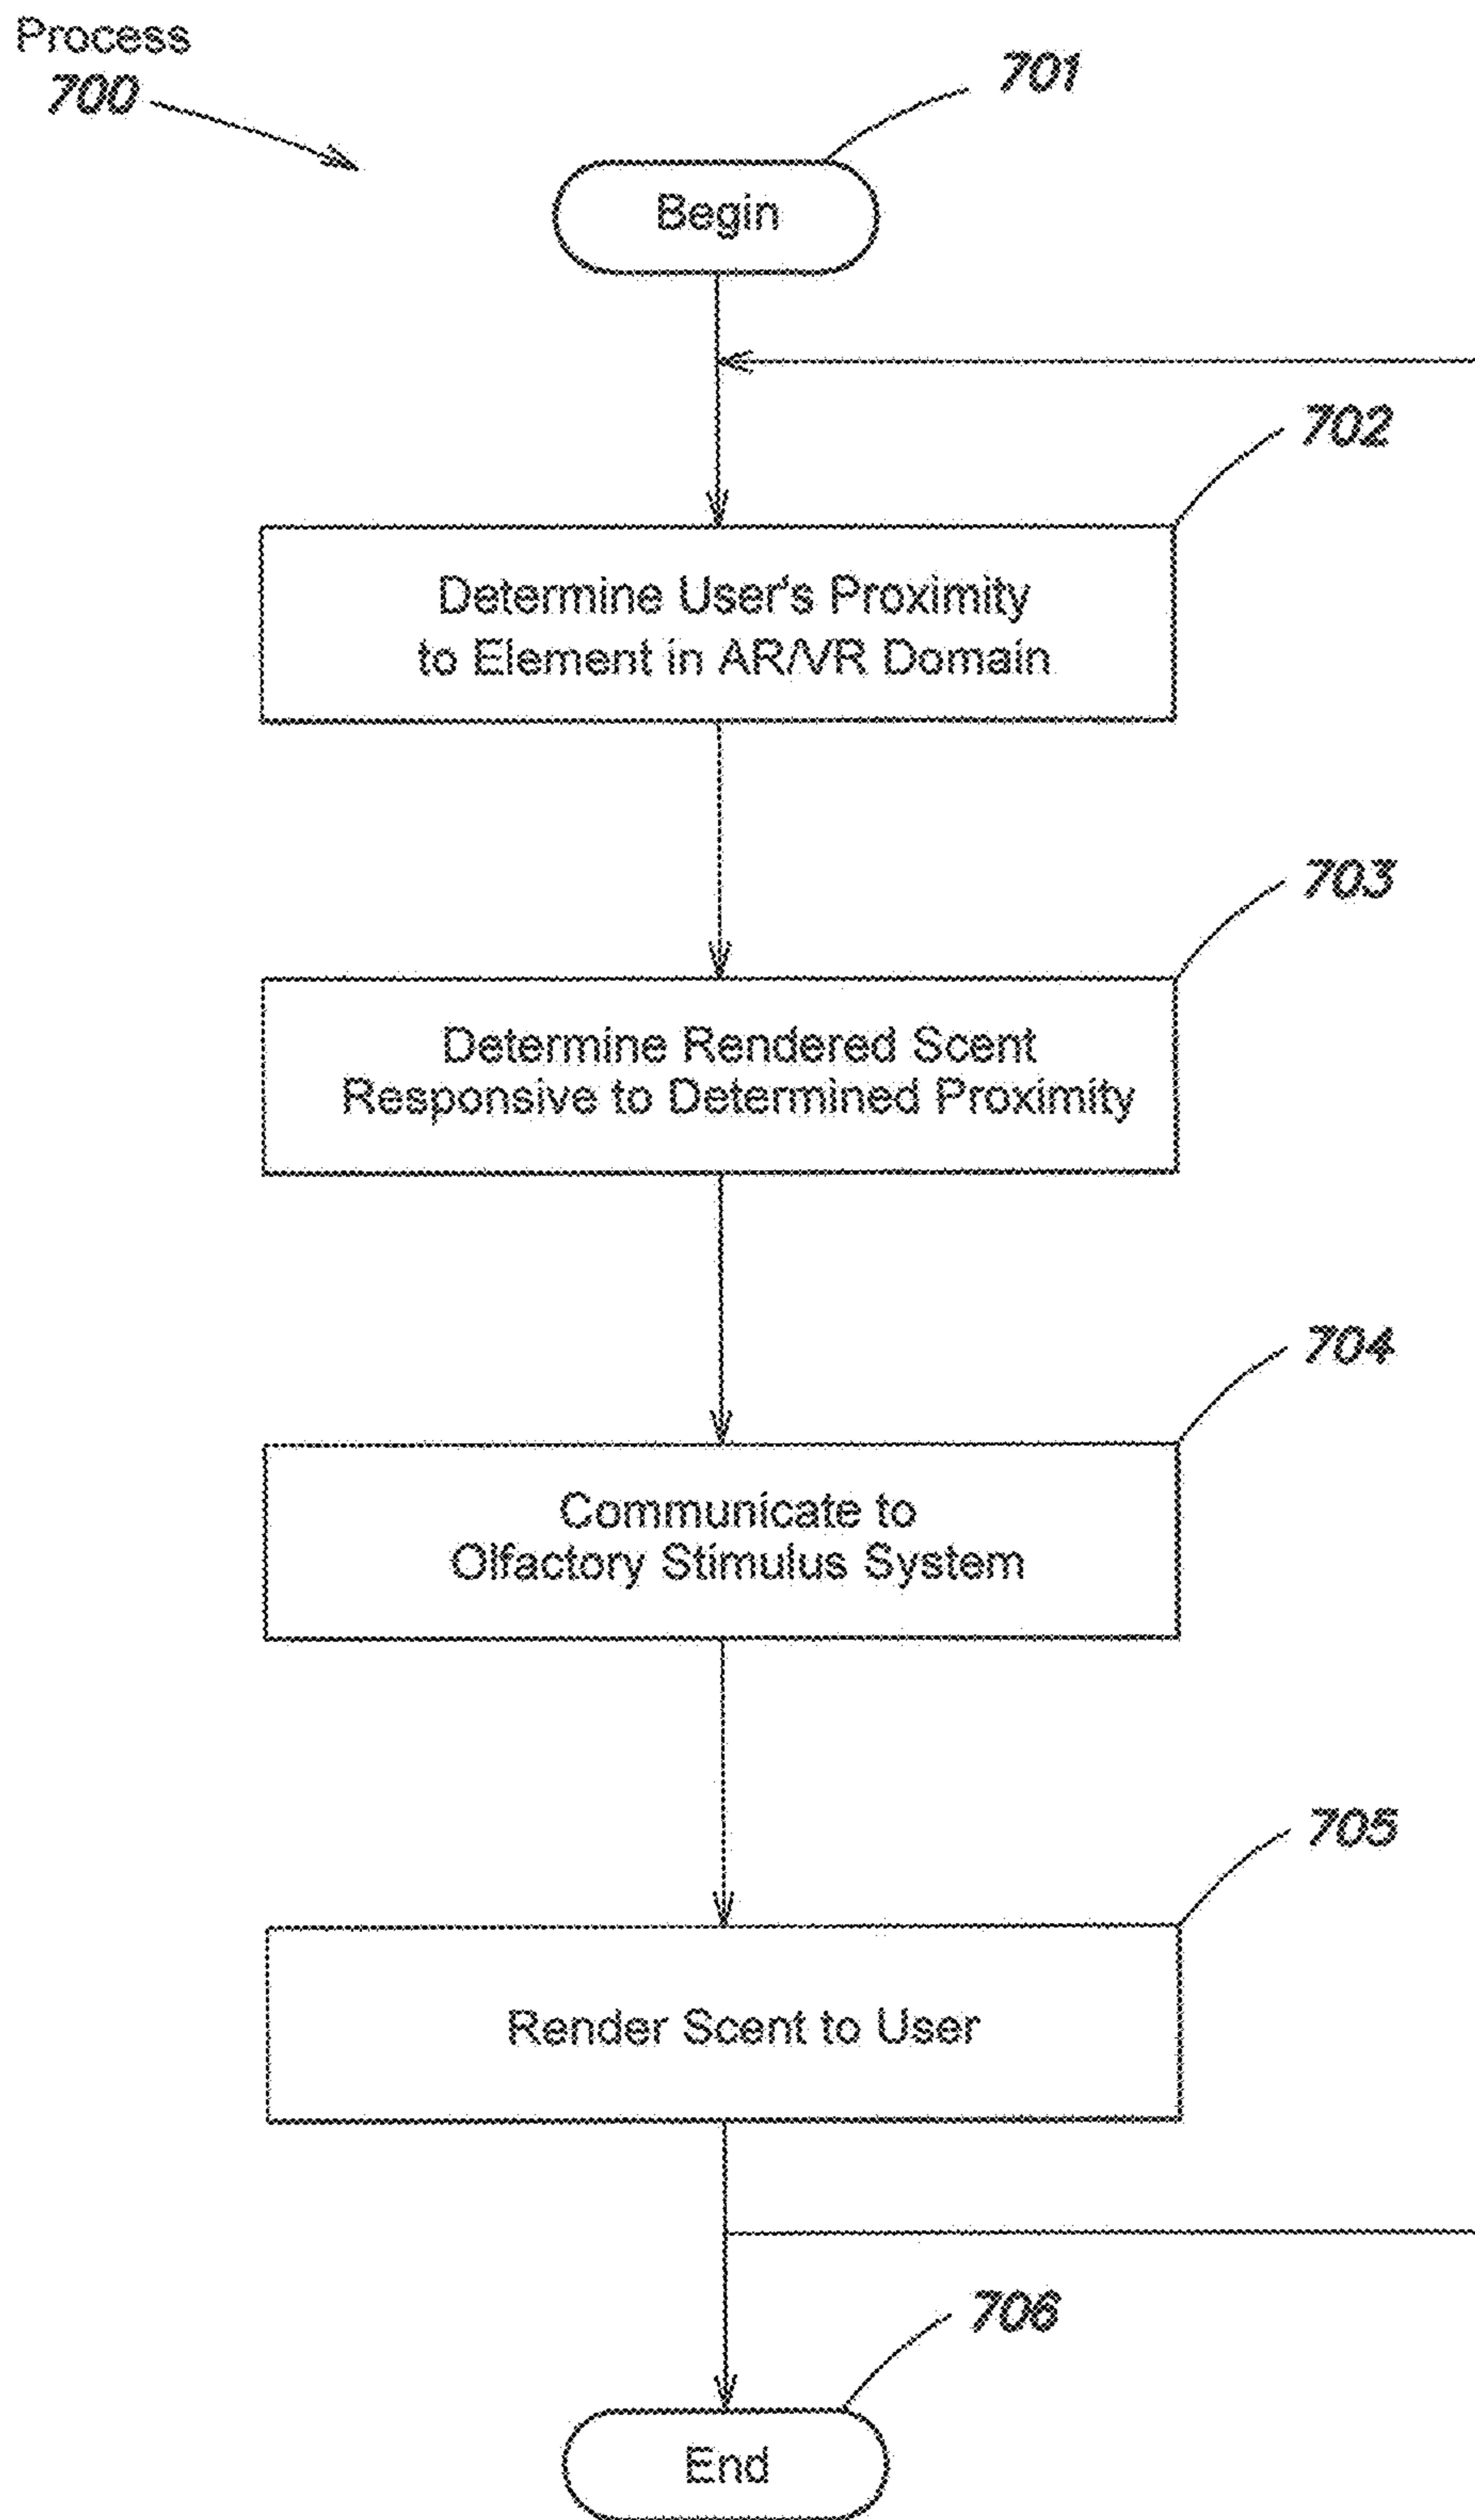 Process
700
701
Begin
702
Determine User's Proximity
to Element in AR/VR Domain
703
Determine Rendered Scent
Responsive to Determined Proximity
704
Communicate to
Olfactory Stimulus System
705
Render Scent to User
706
End